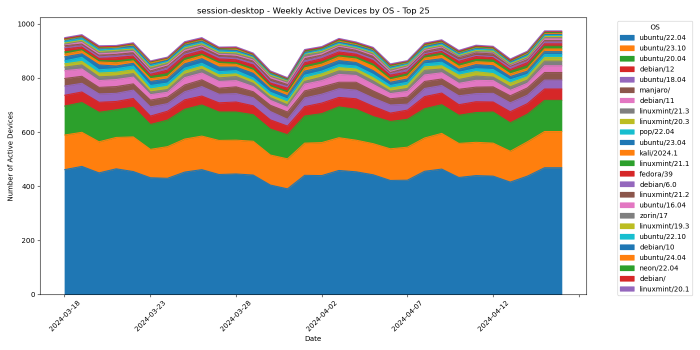 session-desktop - Weekly Active Devices by OS - Top 25
1000
800
600
400
200
0
Number of Active Devices
2024-03-18
2024-03-23
2024-03-28
2024-04-02
2024-04-07
2024-04-12
Date
OS
ubuntu/22.04
ubuntu/23.10
ubuntu/20.04
debian/12
ubuntu/18.04
manjaro/
debian/11
linuxmint/21.3
linuxmint/20.3
pop/22.04
ubuntu/23.04
kali/2024.1
linuxmint/21.1
fedora/39
debian/6.0
linuxmint/21.2
ubuntu/16.04
zorin/17
linuxmint/19.3
ubuntu/22.10
debian/10
ubuntu/24.04
neon/22.04
debian/
linuxmint/20.1